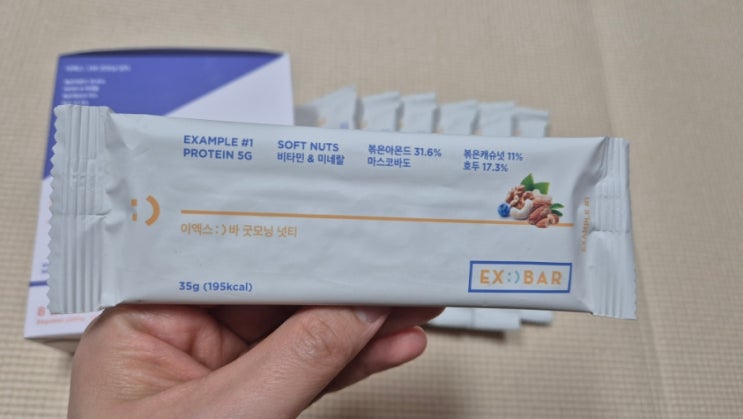 EXAMPLE #1
PROTEIN 5G
SOFT NUTS
비타민 & 미네랄
볶은아몬드 31.6%
마스코바도
볶은캐슈넛 11%
호두 17.3%
:)
이엑스:)바 굿모닝 넛티
35g (195kcal)
EX:)BAR